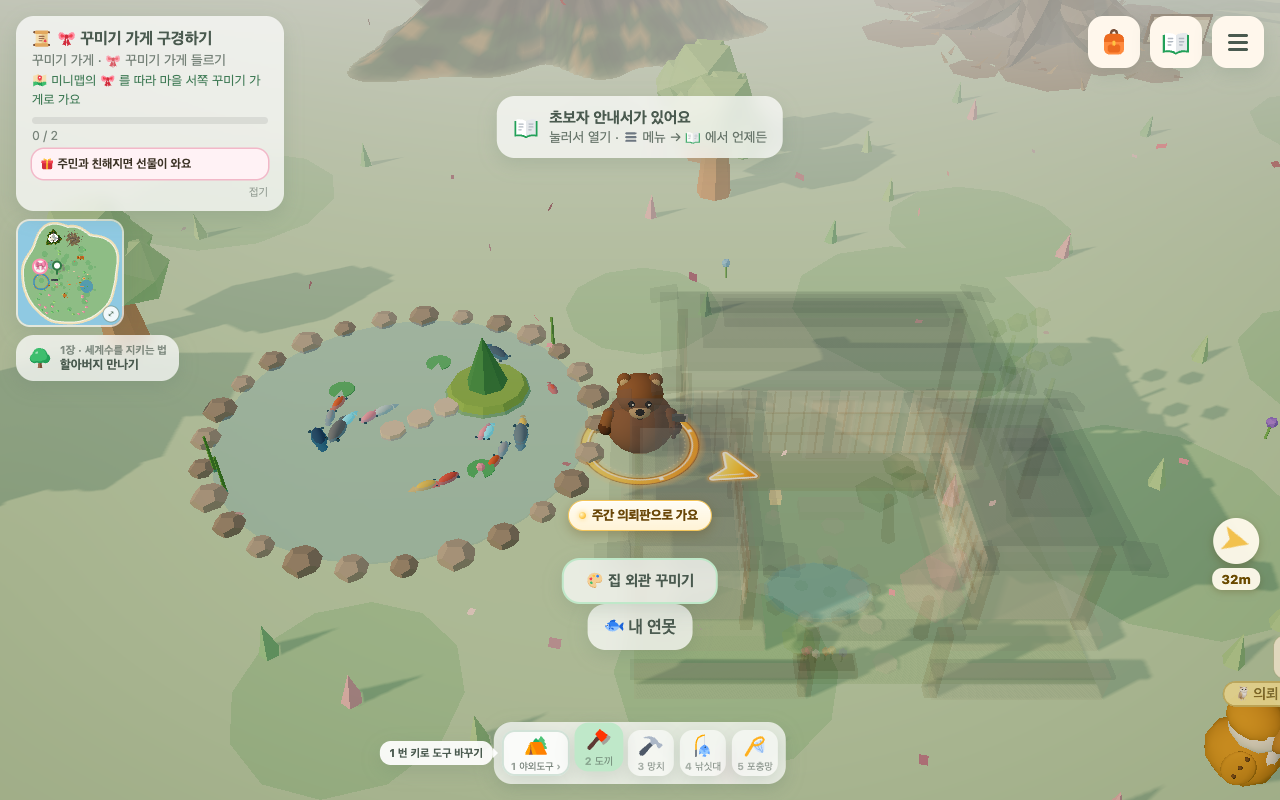 꾸미기 가게 구경하기
꾸미기 가게 · 꾸미기 가게 들르기
미니맵의 를 따라 마을 서쪽 꾸미기 가
게로 가요
0 / 2
주민과 친해지면 선물이 와요
접기
1장 · 세계수를 지키는 법
할아버지 만나기
초보자 안내서가 있어요
눌러서 열기 · 메뉴 → 에서 언제든
주간 의뢰판으로 가요
집 외관 꾸미기
내 연못
32m
의뢰
1 번 키로 도구 바꾸기
1 야외도구 ›
2 도끼
3 망치
4 낚싯대
5 포충망